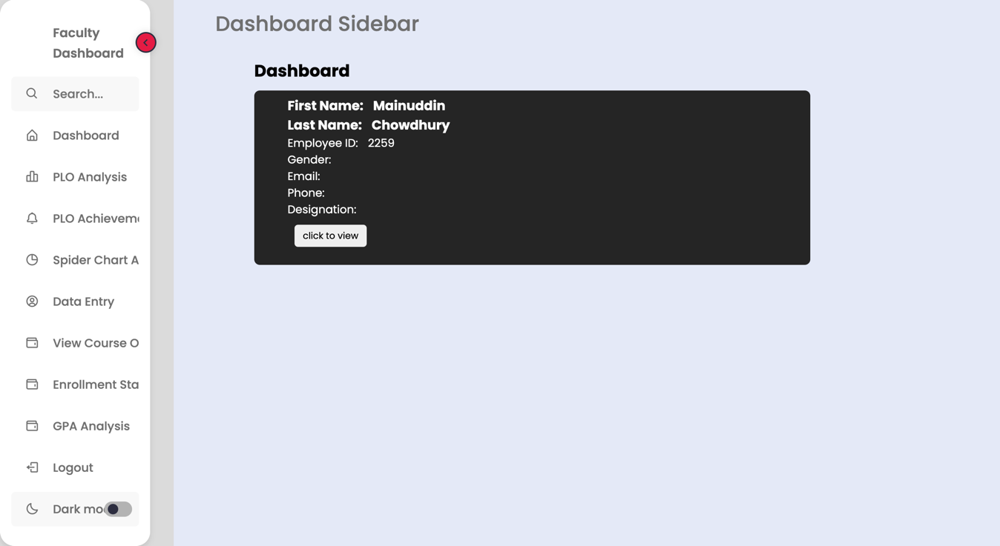 Faculty
Dashboard
Search...
Dashboard
PLO Analysis
PLO Achievem
Spider Chart A
Data Entry
View Course O
Enrollment Sta
GPA Analysis
Logout
Dark mo
Dashboard Sidebar
Dashboard
First Name: Mainuddin
Last Name: Chowdhury
Employee ID: 2259
Gender:
Email:
Phone:
Designation:
click to view